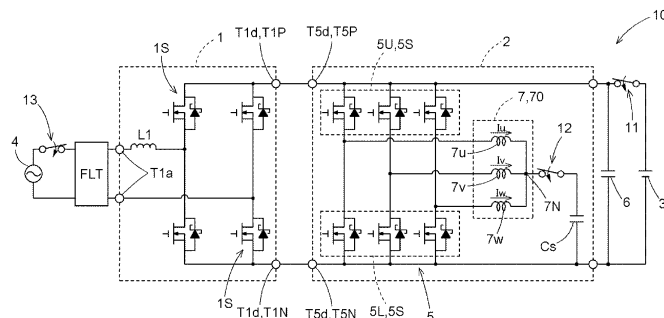 10
1
T1d,T1P
T5d,T5P
2
1S
5U,5S
13
L1
7,70
11
4
FLT
Iu
12
7u
T1a
Iv
7v
7N
6
3
Iw
7w
Cs
1S
5L,5S
T1d,T1N
T5d,T5N
5